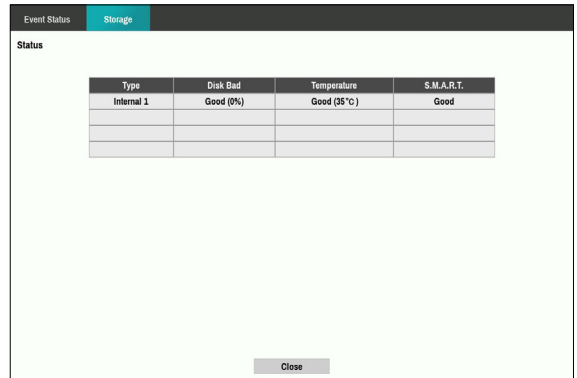 Event Status Storage
Status
Type Disk Bad Temperature S.M.A.R.T.
Internal 1 Good (0%) Good (35°C) Good
Close